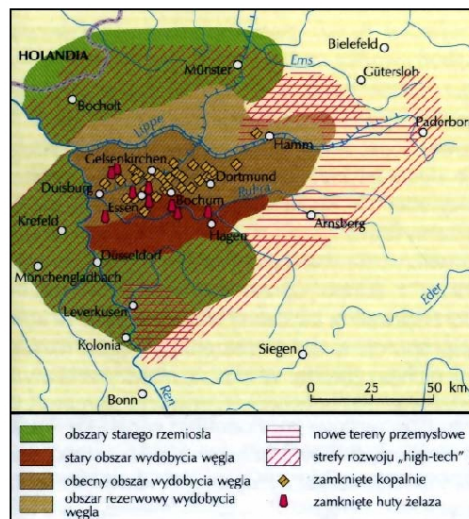 HOLANDIA
Bielefeld
Ems
Münster
Gütersloh
Bocholt
Lippe
Paderborn
Hamm
Gelsenkirchen
Dortmund
Duisburg
Essen
Bochum
Ruhra
Krefeld
Hagen
Arnsberg
Düsseldorf
Mönchengladbach
Eder
Leverkusen
Kolonia
Siegen
Bonn
Ren
0 25 50 km
obszary starego rzemiosła
nowe tereny przemysłowe
stary obszar wydobycia węgla
strefy rozwoju „high-tech"
obecny obszar wydobycia węgla
zamknięte kopalnie
obszar rezerwowy wydobycia
węgla
zamknięte huty żelaza